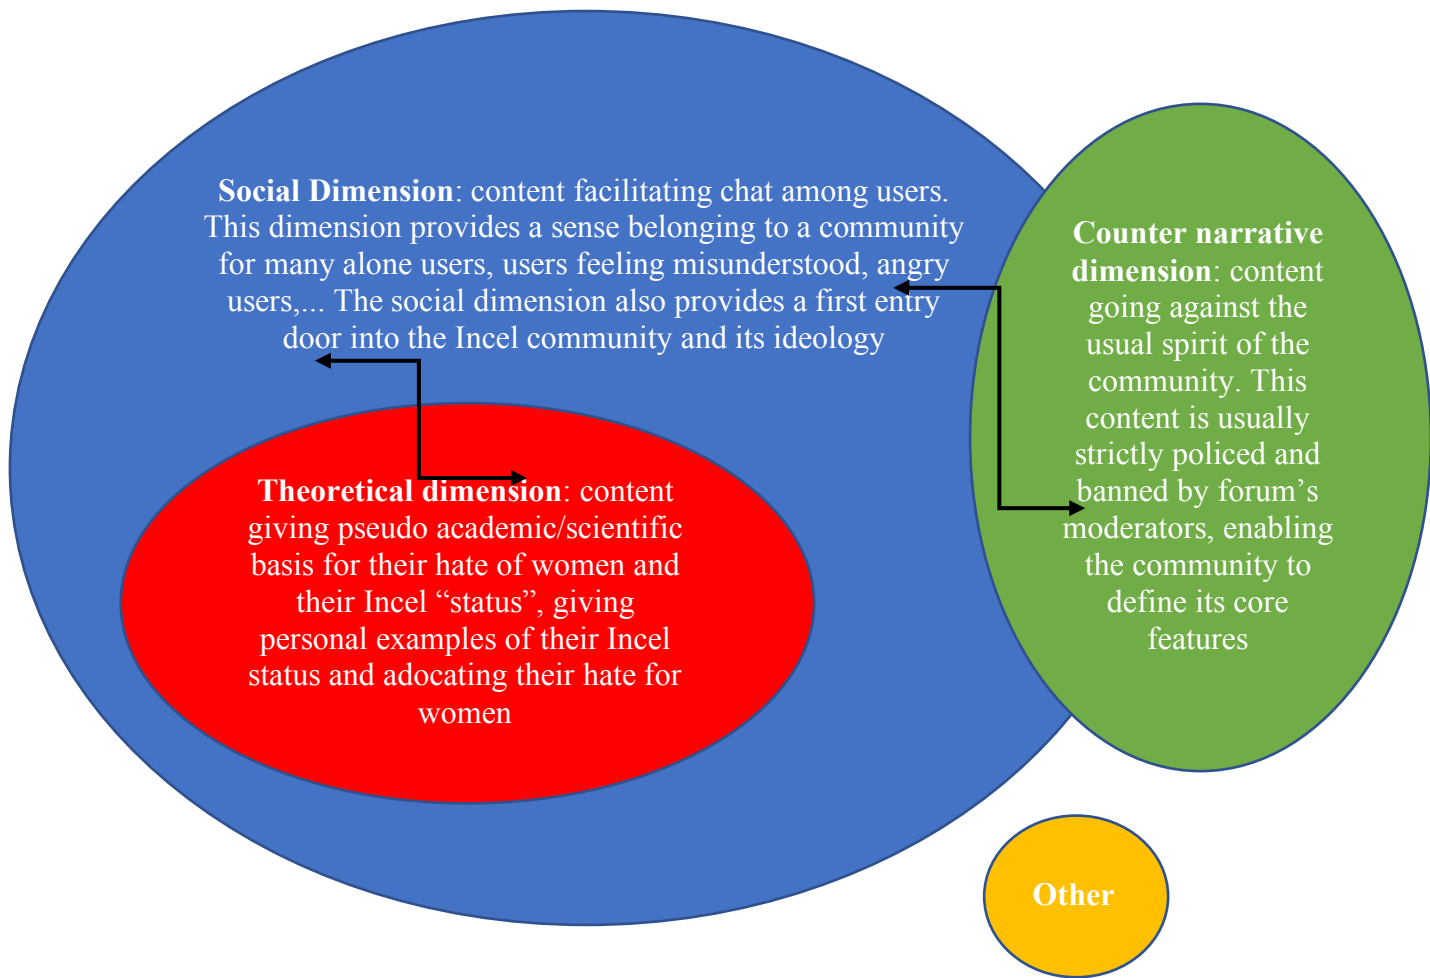 Social Dimension: content facilitating chat among users.
This dimension provides a sense belonging to a community
for many alone users, users feeling misunderstood, angry
users,... The social dimension also provides a first entry
door into the Incel community and its ideology
Counter narrative
dimension: content
going against the
usual spirit of the
community. This
content is usually
strictly policed and
banned by forum’s
moderators, enabling
the community to
define its core
features
Theoretical dimension: content
giving pseudo academic/scientific
basis for their hate of women and
their Incel “status”, giving
personal examples of their Incel
status and adocating their hate for
women
Other